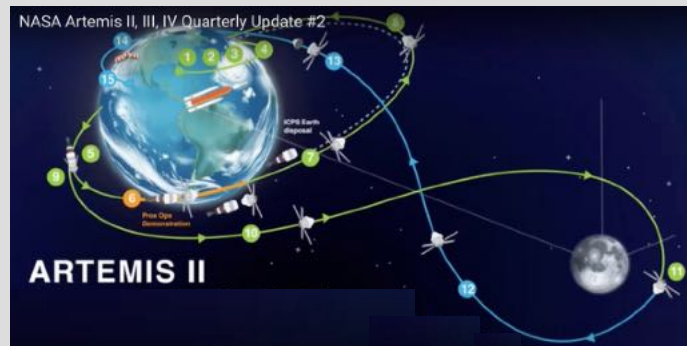 NASA Artemis II, III, IV Quarterly Update #2
14
15
1
2
3
4
8
13
ICPS Earth
disposal
5
7
9
6
Prox Ops
Demonstration
10
ARTEMIS II
11
12